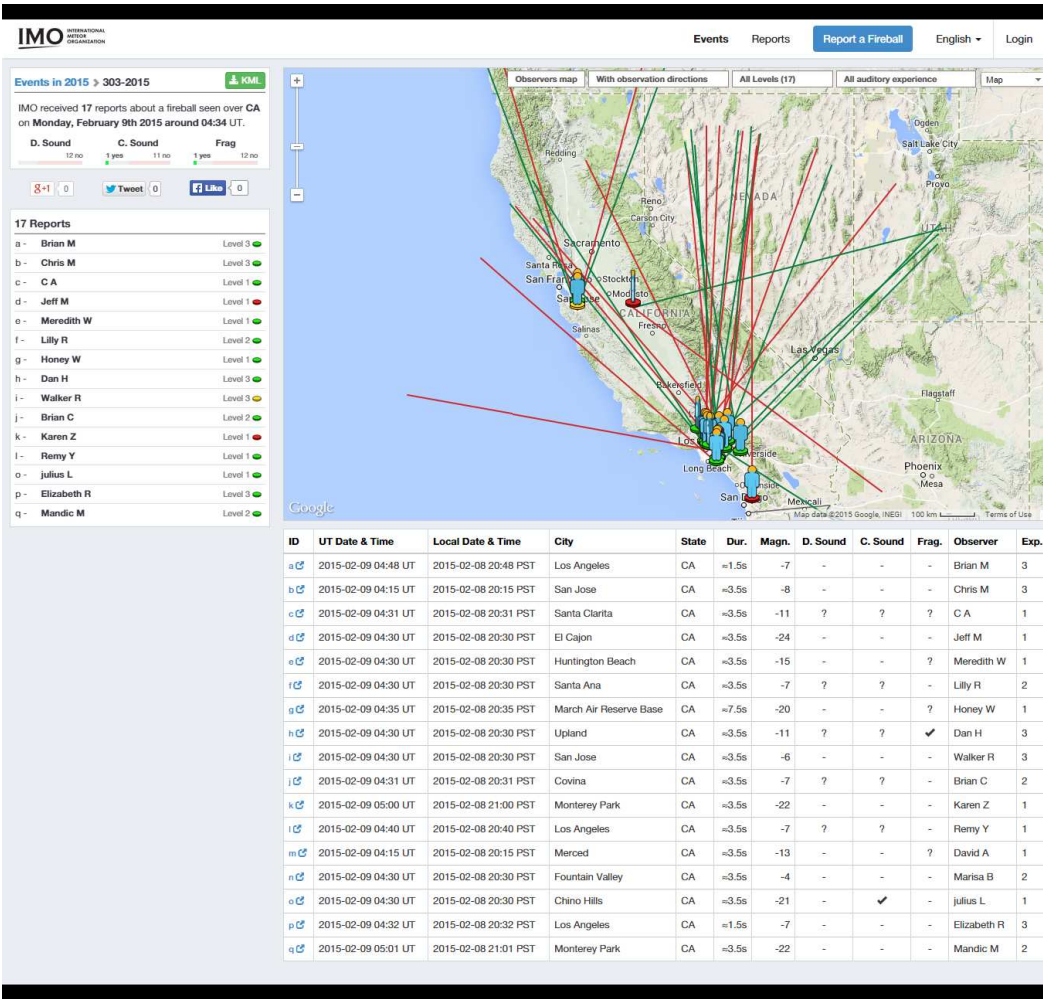 IMO INTERNATIONAL METEOR ORGANIZATION
Events Reports Report a Fireball English Login
Events in 2015 303-2015 KML
IMO received 17 reports about a fireball seen over CA
on Monday, February 9th 2015 around 04:34 UT.
D. Sound C. Sound Frag
12 no 1 yes 11 no 1 yes 12 no
+1 0 Tweet 0 Like 0
17 Reports
a - Brian M Level 3
b - Chris M Level 3
c - C A Level 1
d - Jeff M Level 1
e - Meredith W Level 1
f - Lilly R Level 2
g - Honey W Level 1
h - Dan H Level 3
i - Walker R Level 3
j - Brian C Level 2
k - Karen Z Level 1
l - Remy Y Level 1
o - julius L Level 1
p - Elizabeth R Level 3
q - Mandic M Level 2
Observers map With observation directions All Levels (17) All auditory experience Map
Ogden
Salt Lake City
Redding
Provo
Reno
NEVADA
Carson City
UTAH
Sacramento
Santa Rosa
San Francisco Stockton
San Jose Modesto
CALIFORNIA
Salinas Fresno
Las Vegas
Bakersfield
Flagstaff
Los
ARIZONA
Riverside
Long Beach
Phoenix
Mesa
Oceanside
San Diego
Mexicali
Google
Map data ©2015 Google, INEGI 100 km Terms of Use
ID UT Date & Time Local Date & Time City State Dur. Magn. D. Sound C. Sound Frag. Observer Exp.
a 2015-02-09 04:48 UT 2015-02-08 20:48 PST Los Angeles CA ≈1.5s -7 - - - Brian M 3
b 2015-02-09 04:15 UT 2015-02-08 20:15 PST San Jose CA ≈3.5s -8 - - - Chris M 3
c 2015-02-09 04:31 UT 2015-02-08 20:31 PST Santa Clarita CA ≈3.5s -11 ? ? ? C A 1
d 2015-02-09 04:30 UT 2015-02-08 20:30 PST El Cajon CA ≈3.5s -24 - - - Jeff M 1
e 2015-02-09 04:30 UT 2015-02-08 20:30 PST Huntington Beach CA ≈3.5s -15 - - ? Meredith W 1
f 2015-02-09 04:30 UT 2015-02-08 20:30 PST Santa Ana CA ≈3.5s -7 ? ? - Lilly R 2
g 2015-02-09 04:35 UT 2015-02-08 20:35 PST March Air Reserve Base CA ≈7.5s -20 - - ? Honey W 1
h 2015-02-09 04:30 UT 2015-02-08 20:30 PST Upland CA ≈3.5s -11 ? ? ✔ Dan H 3
i 2015-02-09 04:30 UT 2015-02-08 20:30 PST San Jose CA ≈3.5s -6 - - - Walker R 3
j 2015-02-09 04:31 UT 2015-02-08 20:31 PST Covina CA ≈3.5s -7 ? ? - Brian C 2
k 2015-02-09 05:00 UT 2015-02-08 21:00 PST Monterey Park CA ≈3.5s -22 - - - Karen Z 1
l 2015-02-09 04:40 UT 2015-02-08 20:40 PST Los Angeles CA ≈3.5s -7 ? ? - Remy Y 1
m 2015-02-09 04:15 UT 2015-02-08 20:15 PST Merced CA ≈3.5s -13 - - ? David A 1
n 2015-02-09 04:30 UT 2015-02-08 20:30 PST Fountain Valley CA ≈3.5s -4 - - - Marisa B 2
o 2015-02-09 04:30 UT 2015-02-08 20:30 PST Chino Hills CA ≈3.5s -21 - ✔ - julius L 1
p 2015-02-09 04:32 UT 2015-02-08 20:32 PST Los Angeles CA ≈1.5s -7 - - - Elizabeth R 3
q 2015-02-09 05:01 UT 2015-02-08 21:01 PST Monterey Park CA ≈3.5s -22 - - - Mandic M 2